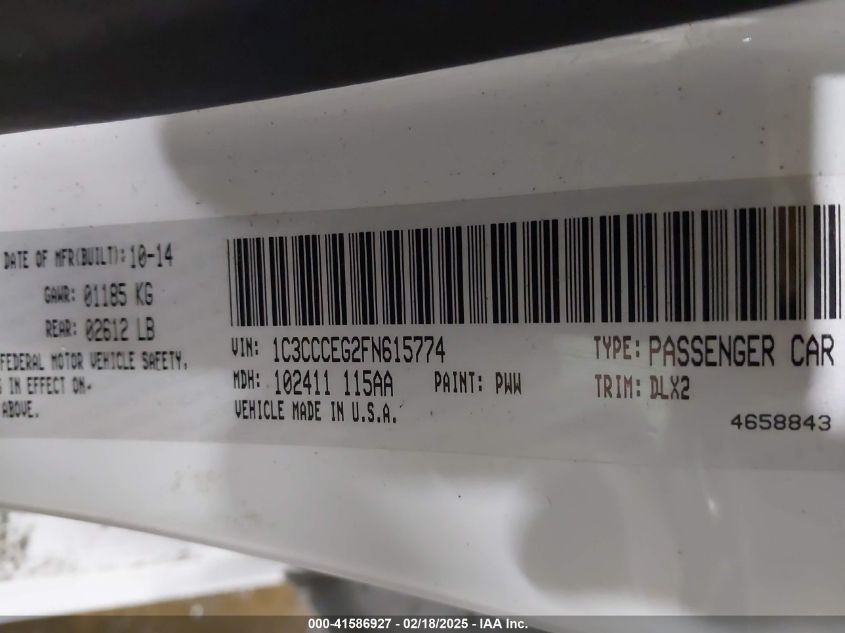 DATE OF MFR(BUILT): 10-14
GAWR: 01185 KG
REAR: 02612 LB
FEDERAL MOTOR VEHICLE SAFETY,
IN EFFECT ON
ABOVE.
VIN: 1C3CCCEG2FN615774
TYPE: PASSENGER CAR
MDH: 102411 115AA PAINT: PWW
TRIM: DLX2
VEHICLE MADE IN U.S.A.
4658843
000-41586927 - 02/18/2025 - IAA Inc.